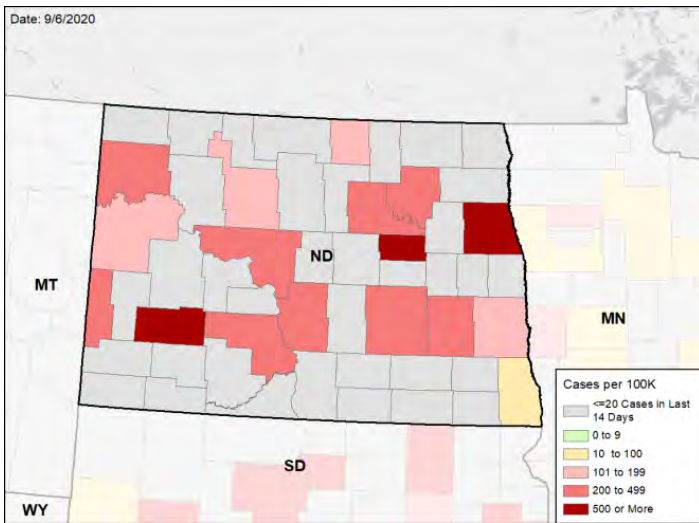 Date: 9/6/2020
ND
MT
MN
SD
WY
Cases per 100K
<=20 Cases in Last
14 Days
0 to 9
10 to 100
101 to 199
200 to 499
500 or More